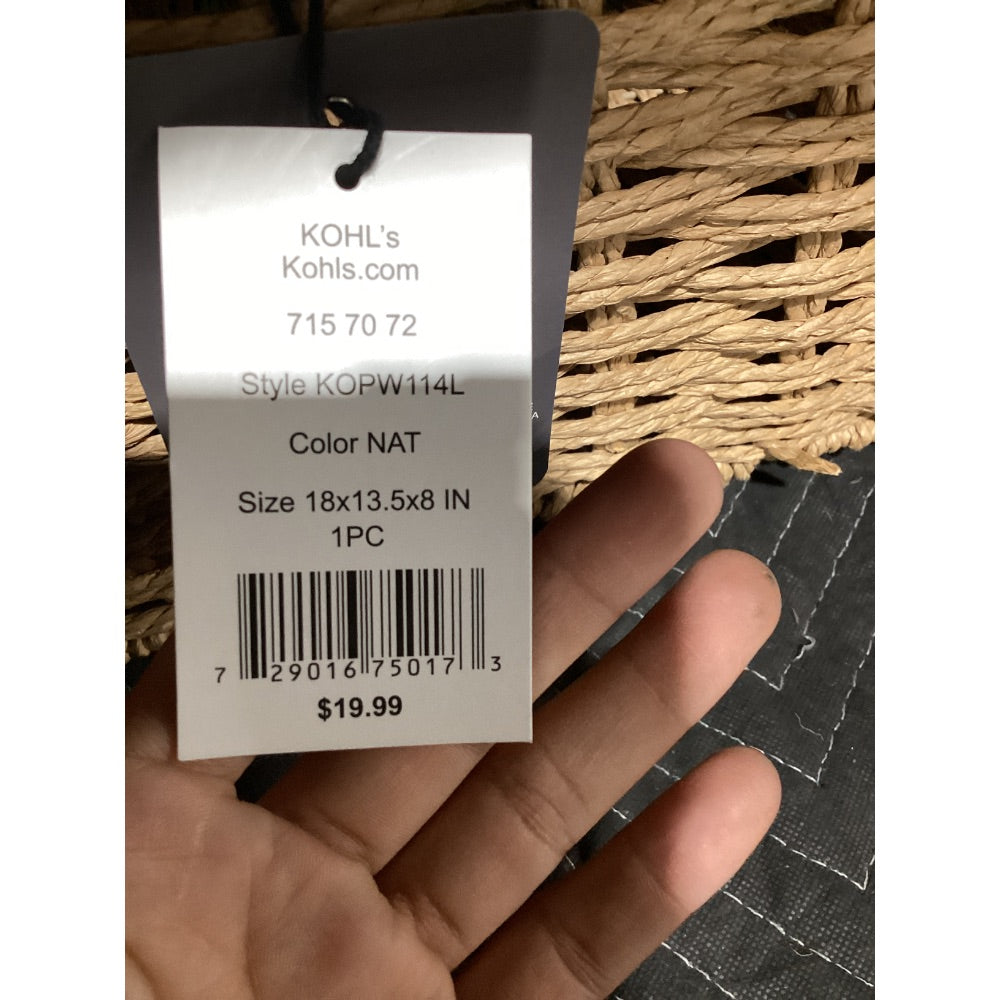 KOHL's
Kohls.com
715 70 72
Style KOPW114L
Color NAT
Size 18x13.5x8 IN
1PC
7 29016 75017 3
$19.99